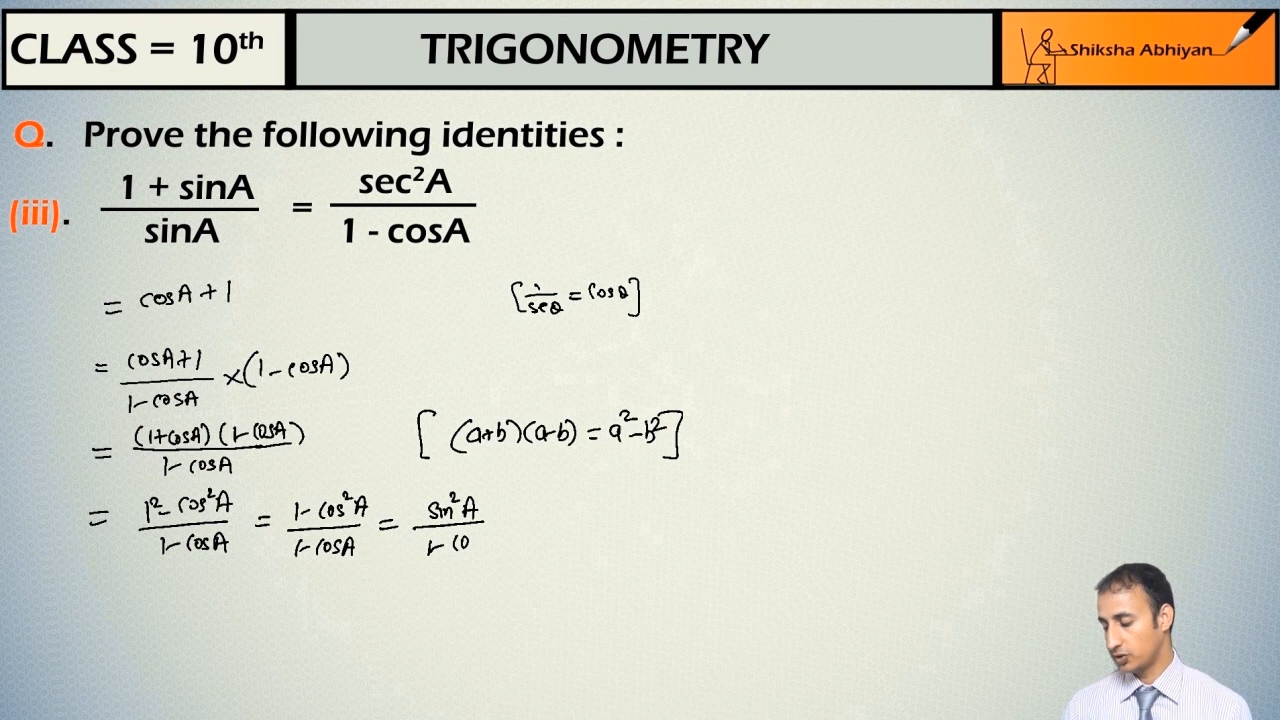 CLASS = 10th
TRIGONOMETRY
Shiksha Abhiyan
Q. Prove the following identities :
(iii). (1 + sinA)/(sinA) = (sec²A)/(1 - cosA)
= cosA + 1 [1/secθ = cosθ]
= (cosA+1)/(1-cosA) × (1-cosA)
= ((1+cosA)(1-cosA))/(1-cosA) [(a+b)(a-b) = a²-b²]
= (1²-cos²A)/(1-cosA) = (1-cos²A)/(1-cosA) = (sin²A)/(1-co